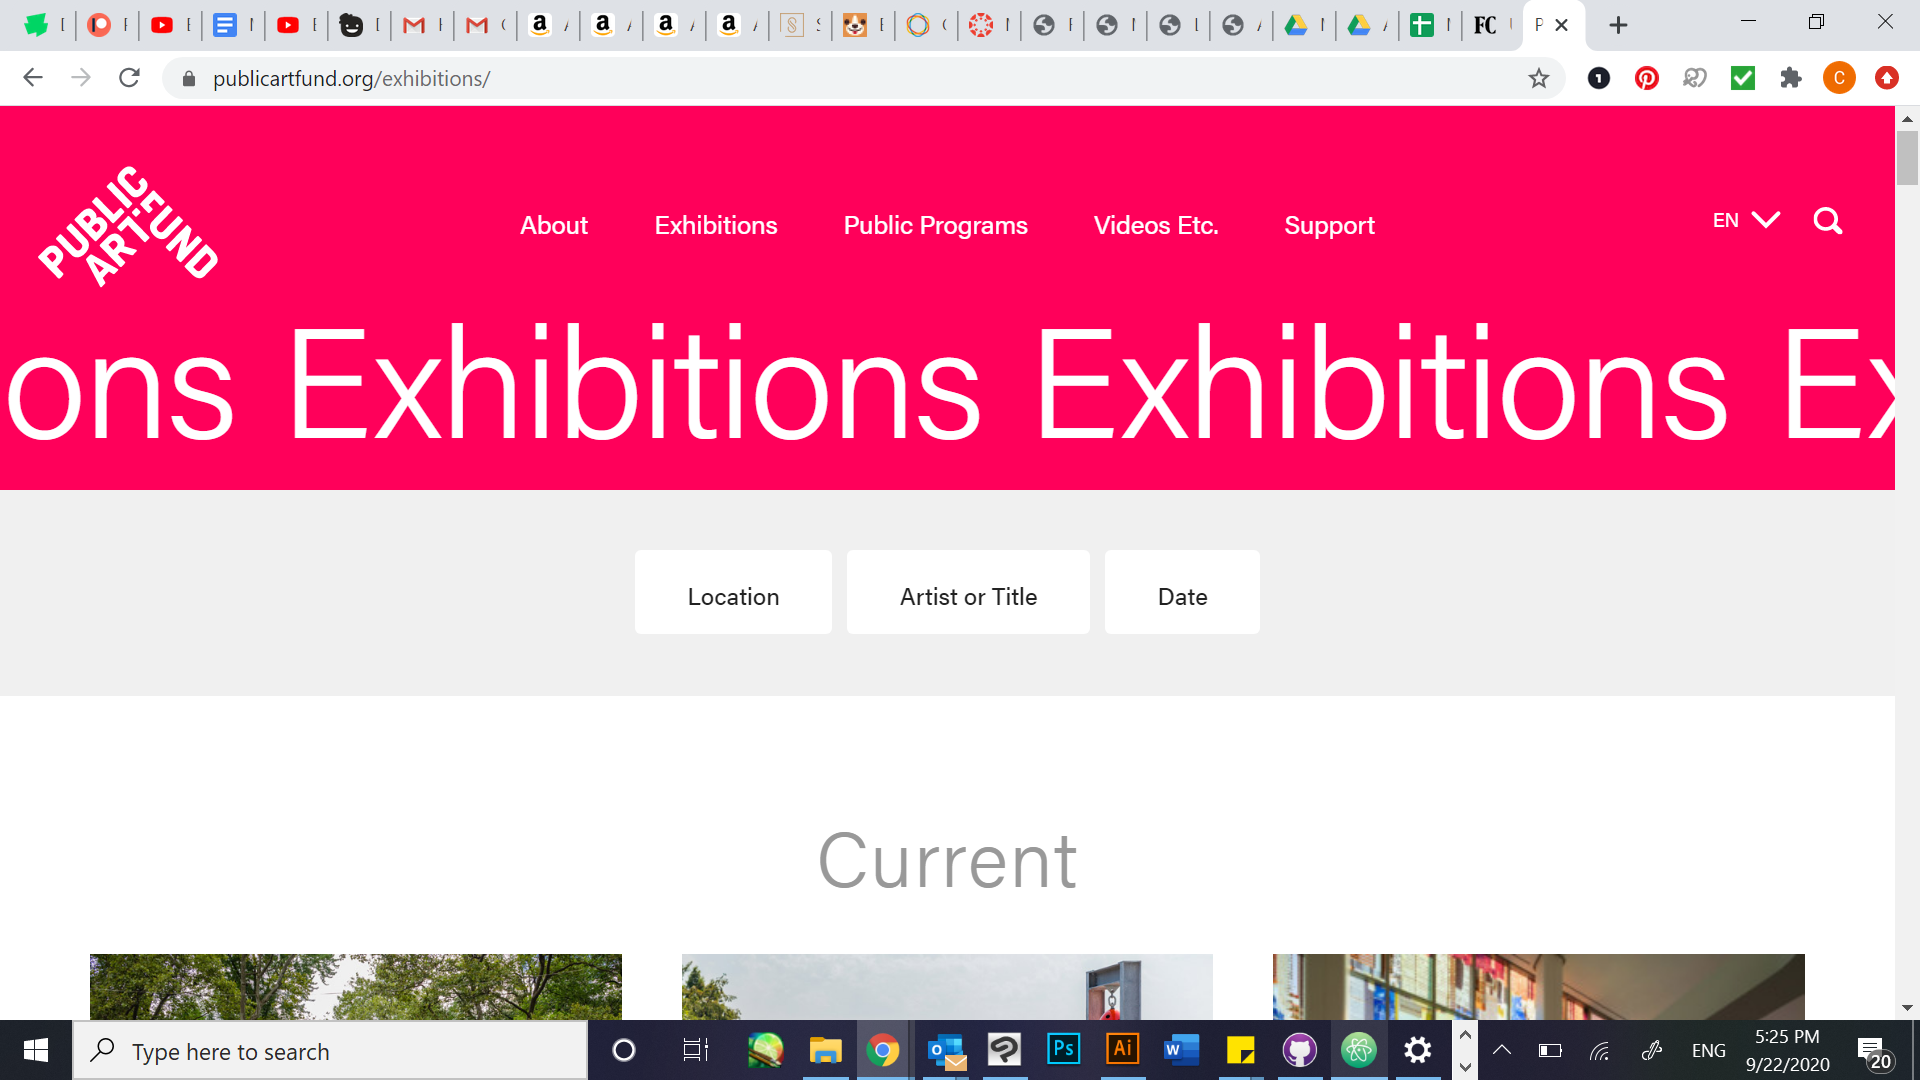 publicartfund.org/exhibitions/
PUBLIC
ART FUND
About Exhibitions Public Programs Videos Etc. Support EN
ons Exhibitions Exhibitions Ex
Location Artist or Title Date
Current
Type here to search
ENG
5:25 PM
9/22/2020
20